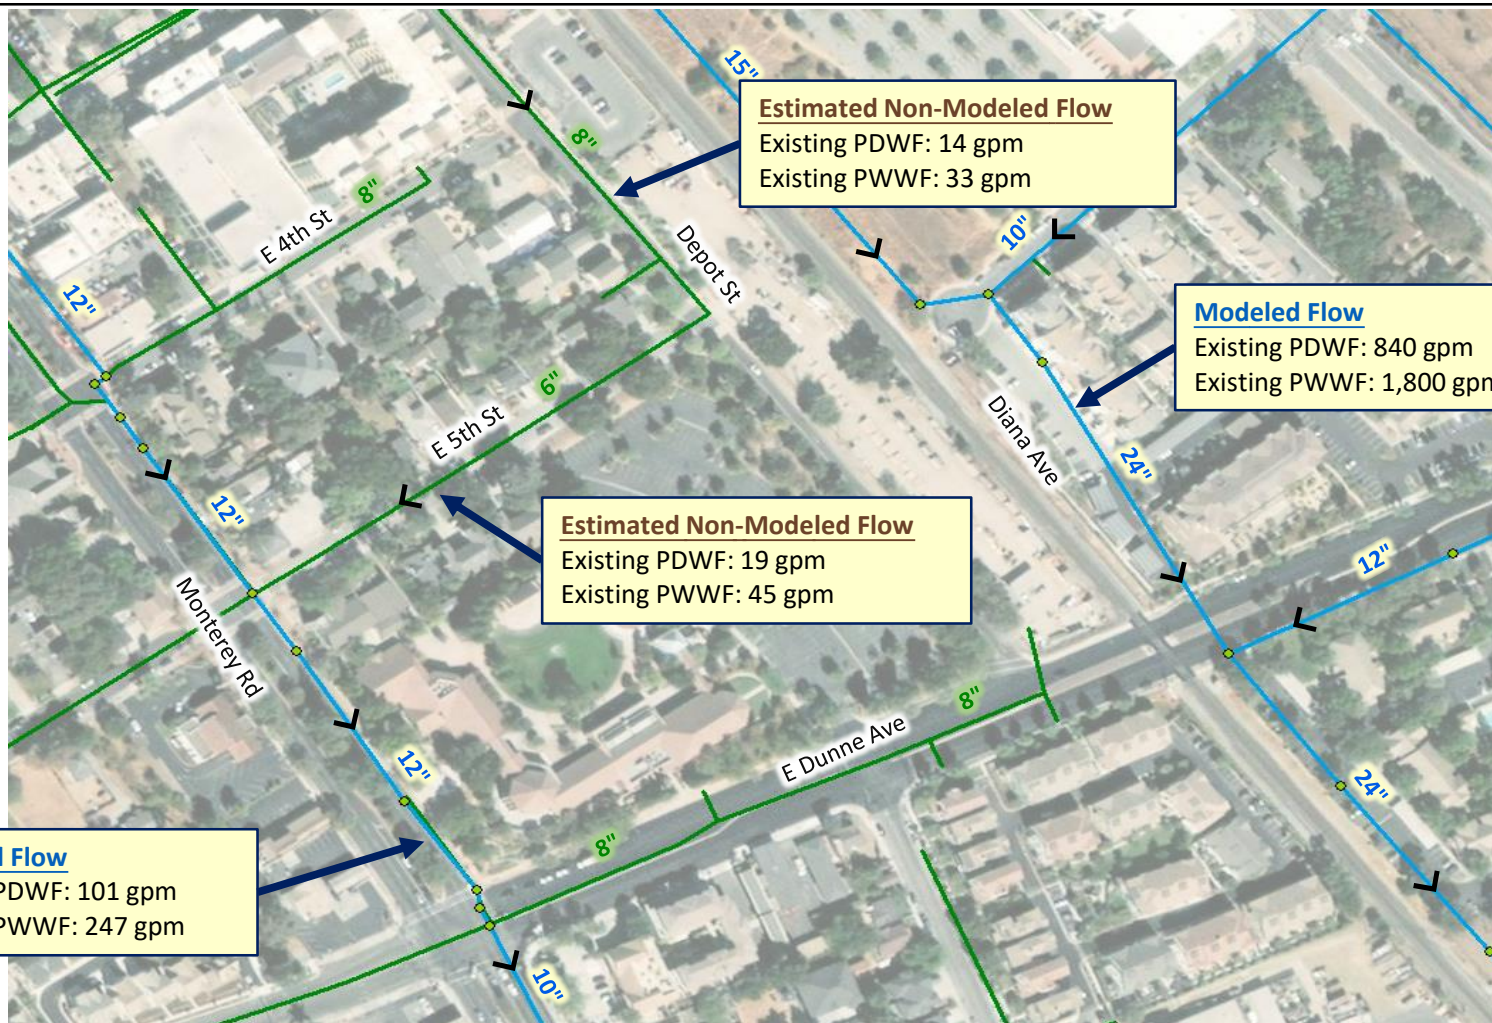 15"
Estimated Non-Modeled Flow
Existing PDWF: 14 gpm
Existing PWWF: 33 gpm
8"
8"
E 4th St
10"
Depot St
12"
Modeled Flow
Existing PDWF: 840 gpm
Existing PWWF: 1,800 gpm
6"
E 5th St
Diana Ave
24"
12"
Estimated Non-Modeled Flow
Existing PDWF: 19 gpm
Existing PWWF: 45 gpm
12"
Monterey Rd
8"
E Dunne Ave
12"
24"
8"
Flow
PDWF: 101 gpm
PWWF: 247 gpm
10"